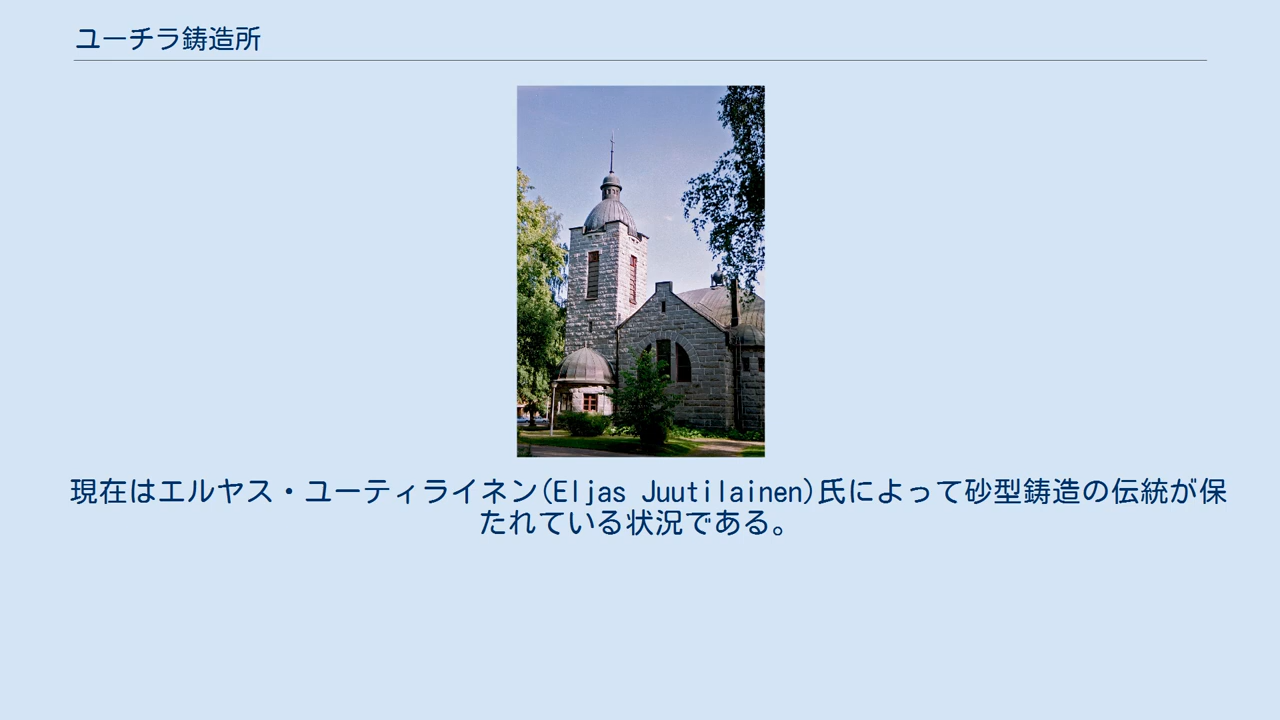 ユーチラ鋳造所
現在はエルヤス・ユーティライネン(Eljas Juutilainen)氏によって砂型鋳造の伝統が保
たれている状況である。